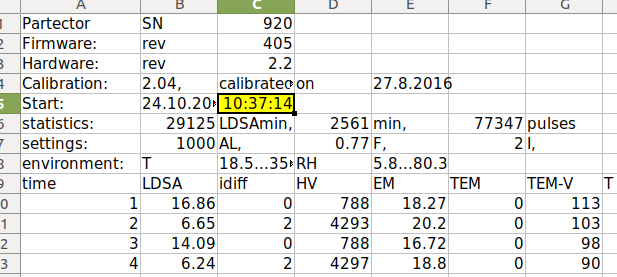 A B C D E F G
1 Partector SN 920
2 Firmware: rev 405
3 Hardware: rev 2.2
4 Calibration: 2.04, calibrated on 27.8.2016
5 Start: 24.10.20 10:37:14
6 statistics: 29125 LDSAmin, 2561 min, 77347 pulses
7 settings: 1000 AL, 0.77 F, 2 I,
8 environment: T 18.5...35 RH 5.8...80.3
9 time LDSA idiff HV EM TEM TEM-V T
0 1 16.86 0 788 18.27 0 113
1 2 6.65 2 4293 20.2 0 103
2 3 14.09 0 788 16.72 0 98
3 4 6.24 2 4297 18.8 0 90